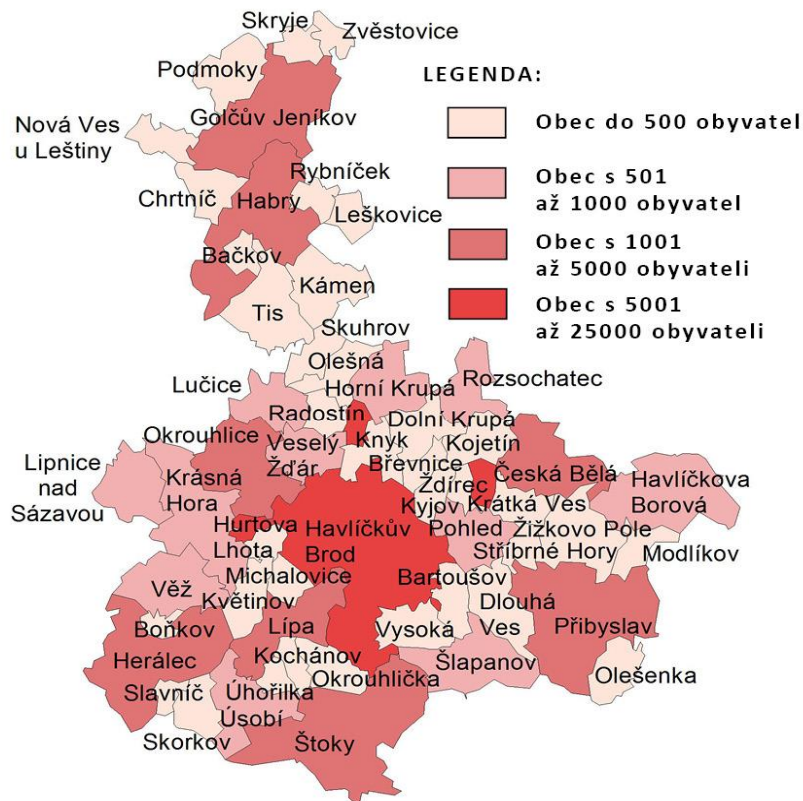 Skryje
Zvěstovice
Podmoky
LEGENDA:
Golčův Jeníkov
Obec do 500 obyvatel
Nová Ves
u Leštiny
Rybníček
Obec s 501
až 1000 obyvatel
Chrtníč
Habry
Leškovice
Obec s 1001
až 5000 obyvateli
Bačkov
Kámen
Tis
Obec s 5001
až 25000 obyvateli
Skuhrov
Olešná
Lučice
Horní Krupá
Rozsochatec
Radostín
Dolní Krupá
Okrouhlice
Veselý
Žďár
Knyk
Kojetín
Lipnice
nad
Sázavou
Krásná
Hora
Břevnice
Ždírec
Česká Bělá
Havlíčkova
Borová
Kyjov
Krátká Ves
Hurtova
Lhota
Havlíčkův
Brod
Pohled
Žižkovo Pole
Stříbrné Hory
Modlíkov
Michalovice
Bartoušov
Věž
Květinov
Dlouhá
Ves
Boňkov
Lípa
Vysoká
Přibyslav
Herálec
Kochánov
Šlapanov
Okrouhlička
Olešenka
Slavníč
Úhořilka
Úsobí
Skorkov
Štoky